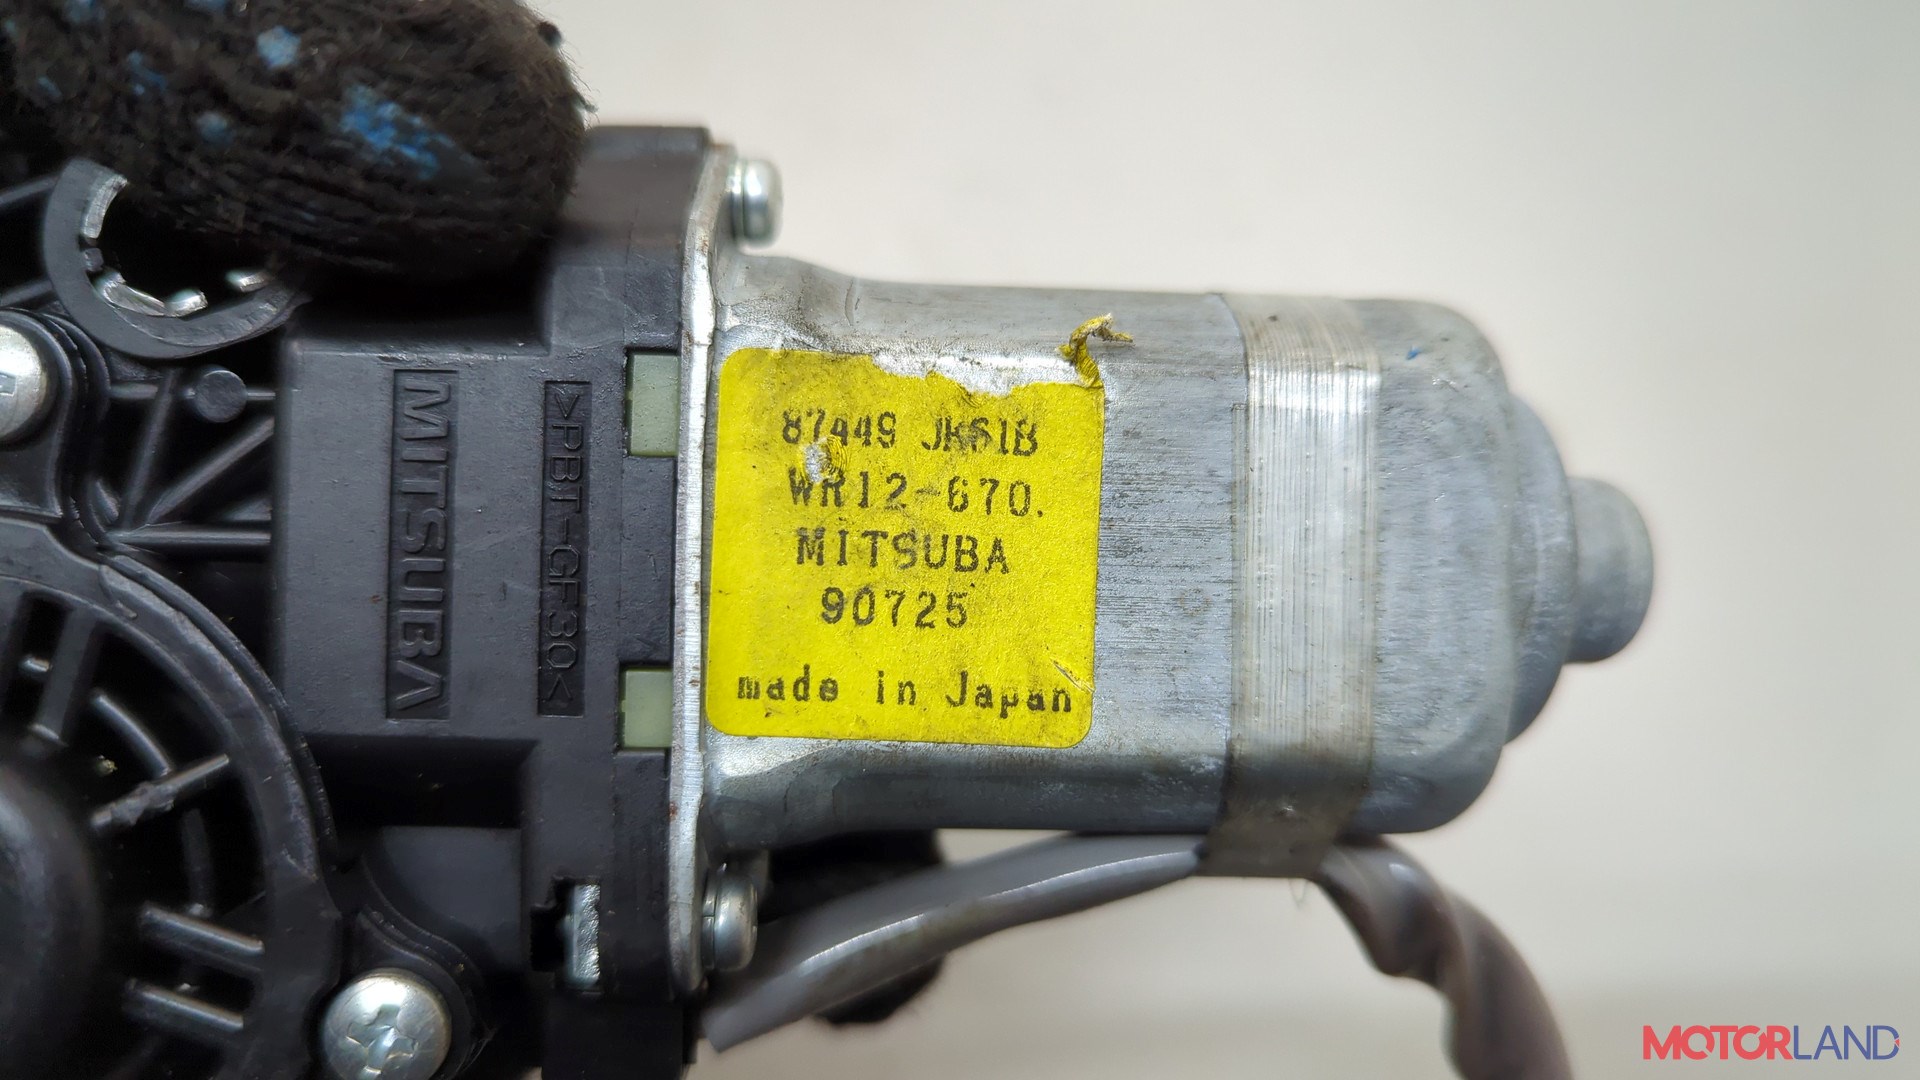 MITSUBA
>PBT-GF30<
87449 JK61B
WR12-670.
MITSUBA
90725
made in Japan
MOTORLAND